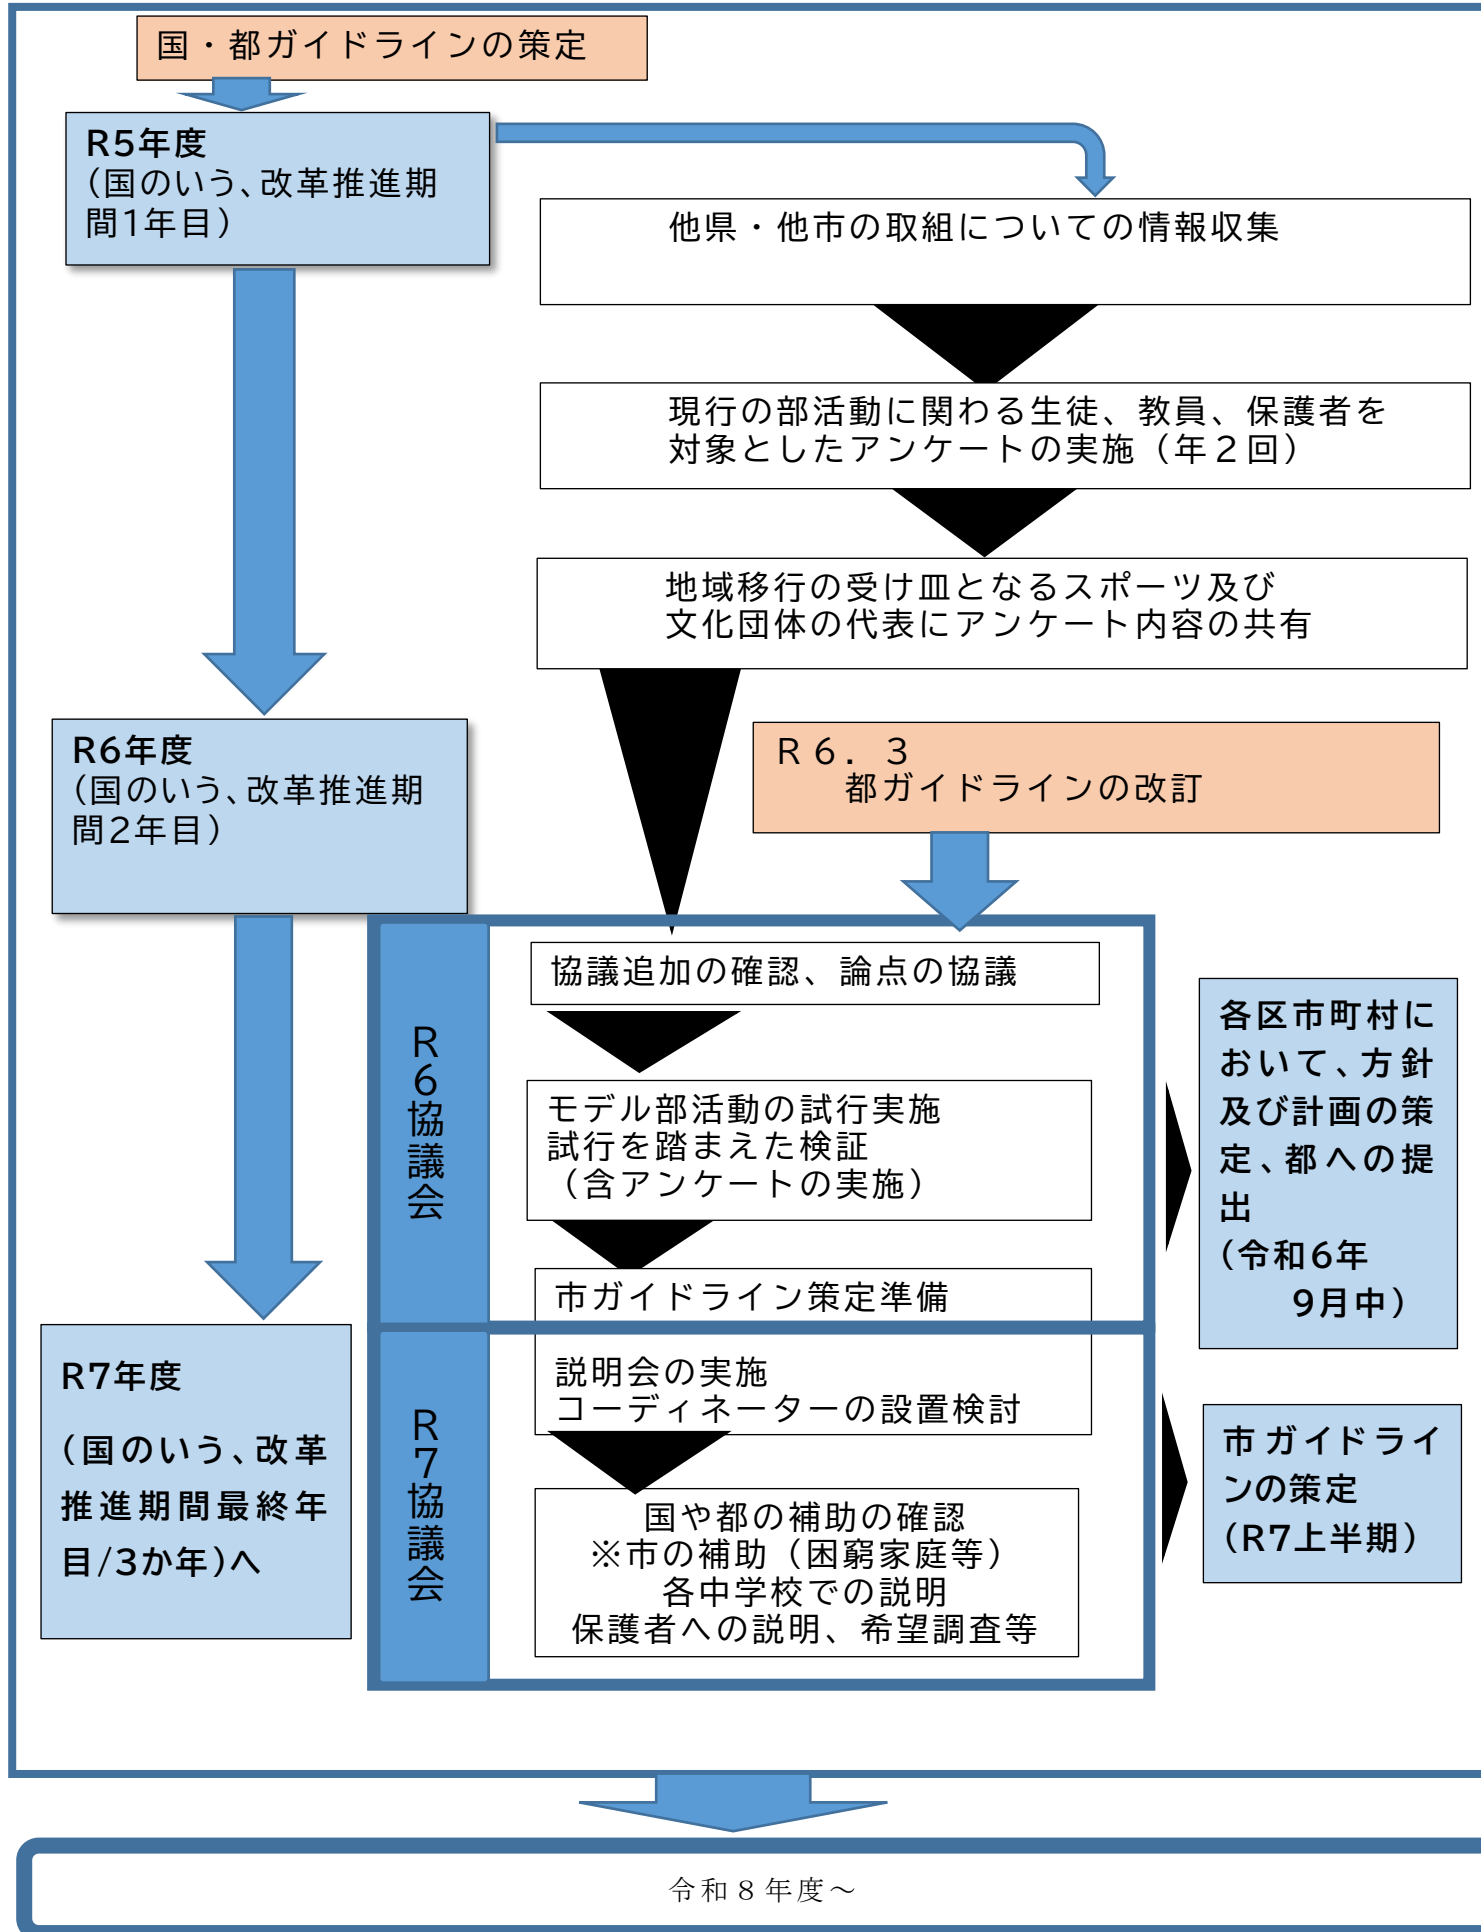 国・都ガイドラインの策定
R5年度
(国のいう、改革推進期
間1年目)
他県・他市の取組についての情報収集
現行の部活動に関わる生徒、教員、保護者を
対象としたアンケートの実施（年２回）
地域移行の受け皿となるスポーツ及び
文化団体の代表にアンケート内容の共有
R6年度
(国のいう、改革推進期
間2年目)
Ｒ６．３
都ガイドラインの改訂
R6協議会
協議追加の確認、論点の協議
モデル部活動の試行実施
試行を踏まえた検証
（含アンケートの実施）
市ガイドライン策定準備
各区市町村に
おいて、方針
及び計画の策
定、都への提
出
(令和6年
9月中)
R7年度
(国のいう、改革
推進期間最終年
目/3か年)へ
R7協議会
説明会の実施
コーディネーターの設置検討
国や都の補助の確認
※市の補助（困窮家庭等）
各中学校での説明
保護者への説明、希望調査等
市ガイドライ
ンの策定
(R7上半期)
令和８年度～